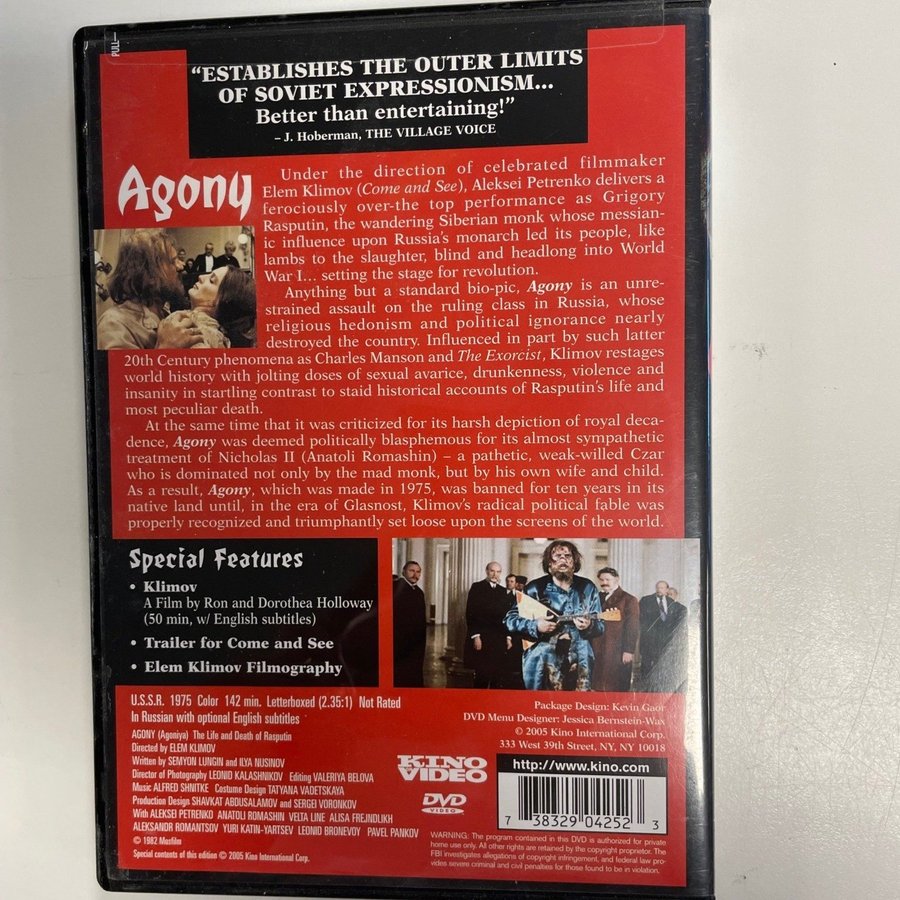 PULL—
“ESTABLISHES THE OUTER LIMITS
OF SOVIET EXPRESSIONISM...
Better than entertaining!”
– J. Hoberman, THE VILLAGE VOICE
Agony
Under the direction of celebrated filmmaker
Elem Klimov (Come and See), Aleksei Petrenko delivers a
ferociously over-the top performance as Grigory
Rasputin, the wandering Siberian monk whose messian-
ic influence upon Russia’s monarch led its people, like
lambs to the slaughter, blind and headlong into World
War I... setting the stage for revolution.
Anything but a standard bio-pic, Agony is an unre-
strained assault on the ruling class in Russia, whose
religious hedonism and political ignorance nearly
destroyed the country. Influenced in part by such latter
20th Century phenomena as Charles Manson and The Exorcist, Klimov restages
world history with jolting doses of sexual avarice, drunkenness, violence and
insanity in startling contrast to staid historical accounts of Rasputin’s life and
most peculiar death.
At the same time that it was criticized for its harsh depiction of royal deca-
dence, Agony was deemed politically blasphemous for its almost sympathetic
treatment of Nicholas II (Anatoli Romashin) – a pathetic, weak-willed Czar
who is dominated not only by the mad monk, but by his own wife and child.
As a result, Agony, which was made in 1975, was banned for ten years in its
native land until, in the era of Glasnost, Klimov’s radical political fable was
properly recognized and triumphantly set loose upon the screens of the world.
Special Features
• Klimov
A Film by Ron and Dorothea Holloway
(50 min, w/ English subtitles)
• Trailer for Come and See
• Elem Klimov Filmography
U.S.S.R. 1975 Color 142 min. Letterboxed (2.35:1) Not Rated
In Russian with optional English subtitles
AGONY (Agoniya) The Life and Death of Rasputin
Directed by ELEM KLIMOV
Written by SEMYON LUNGIN and ILYA NUSINOV
Director of Photography LEONID KALASHNIKOV Editing VALERIYA BELOVA
Music ALFRED SHNITKE Costume Design TATYANA VADETSKAYA
Production Design SHAVKAT ABDUSALAMOV and SERGEI VORONKOV
With ALEKSEI PETRENKO ANATOLI ROMASHIN VELTA LINE ALISA FREJNDLIKH
ALEKSANDR ROMANTSOV YURI KATIN-YARTSEV LEONID BRONEVOY PAVEL PANKOV
© 1982 Mosfilm
Special contents of this edition © 2005 Kino International Corp.
Package Design: Kevin Gaor
DVD Menu Designer: Jessica Bernstein-Wax
© 2005 Kino International Corp.
333 West 39th Street, NY, NY 10018
KINO
VIDEO
DVD
VIDEO
http://www.kino.com
7 38329 04252 3
WARNING: The program contained in this DVD is authorized for private
home use only. All other rights are retained by the copyright proprietor. The
FBI investigates allegations of copyright infringement, and federal law pro-
vides severe criminal and civil penalties for those found to be in violation.